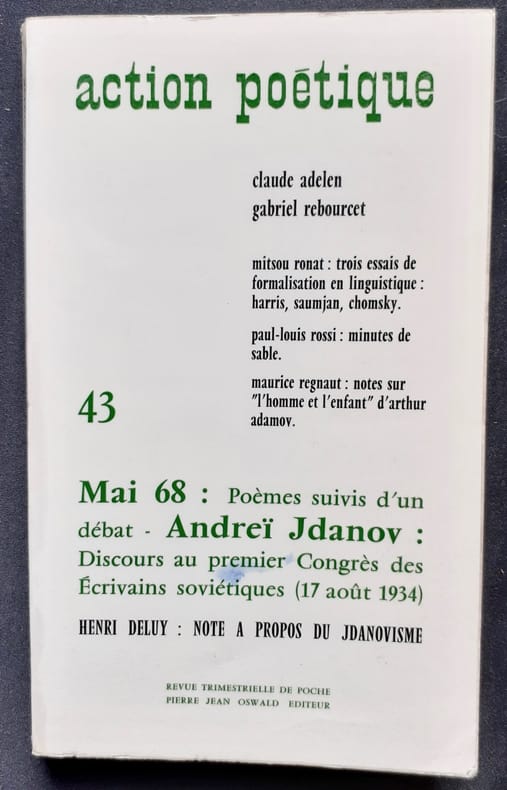 action poétique
claude adelen
gabriel rebourcet
mitsou ronat : trois essais de
formalisation en linguistique :
harris, saumjan, chomsky.
paul-louis rossi : minutes de
sable.
maurice regnaut : notes sur
"l'homme et l'enfant" d'arthur
adamov.
43
Mai 68 : Poèmes suivis d'un
débat - Andreï Jdanov :
Discours au premier Congrès des
Écrivains soviétiques (17 août 1934)
HENRI DELUY : NOTE A PROPOS DU JDANOVISME
REVUE TRIMESTRIELLE DE POCHE
PIERRE JEAN OSWALD EDITEUR